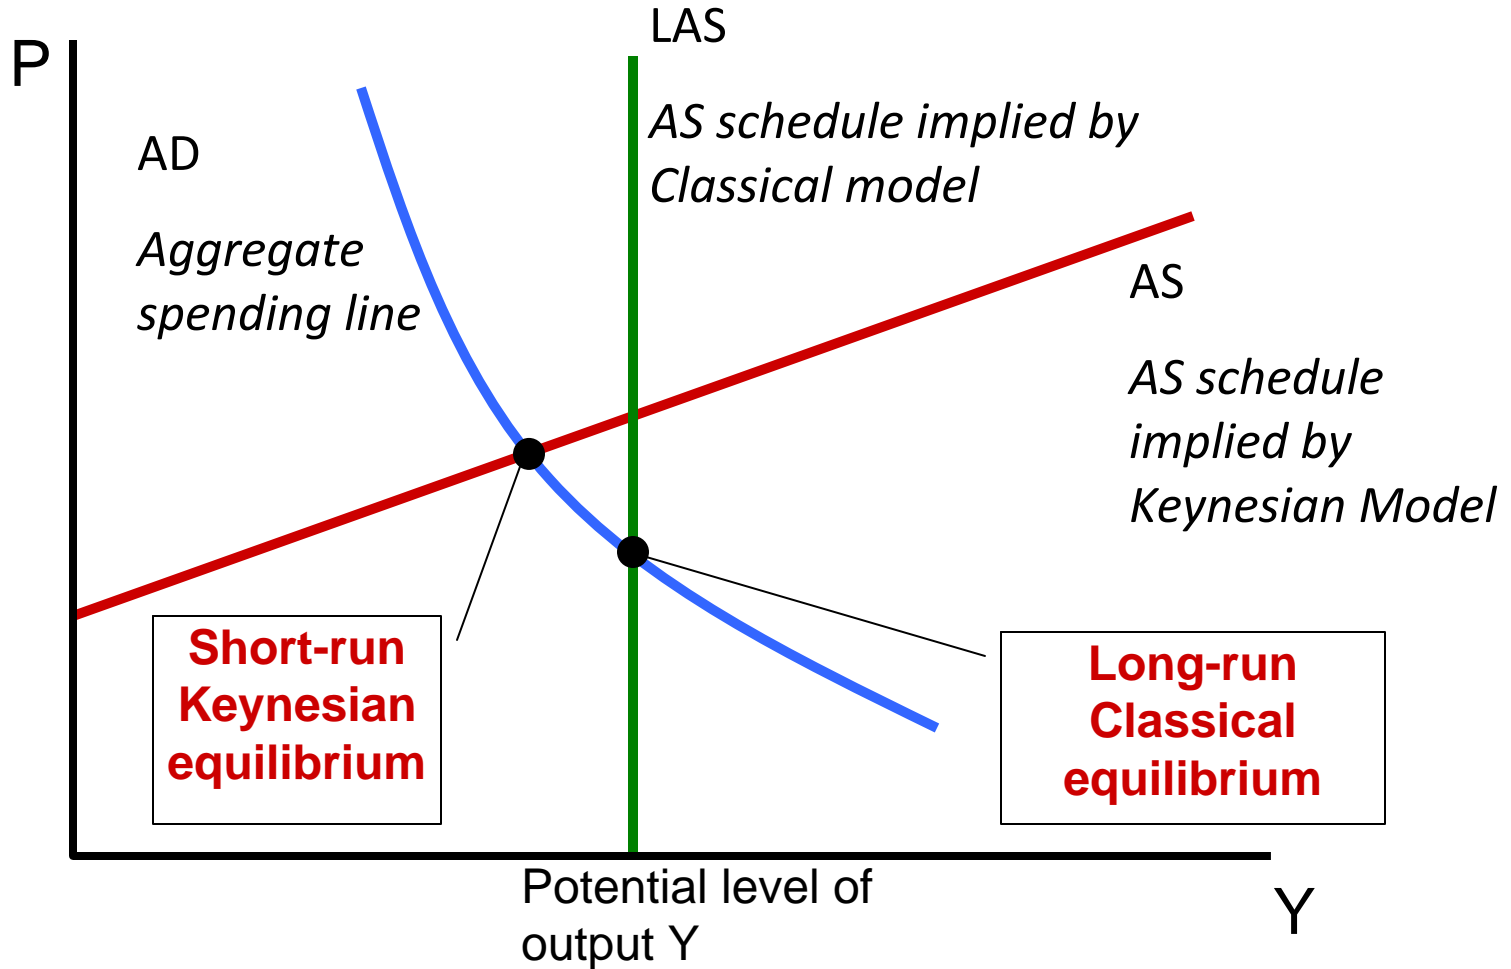 P
LAS
AS schedule implied by
Classical model
AD
Aggregate
spending line
AS
AS schedule
implied by
Keynesian Model
Short-run
Keynesian
equilibrium
Long-run
Classical
equilibrium
Potential level of
output Y
Y